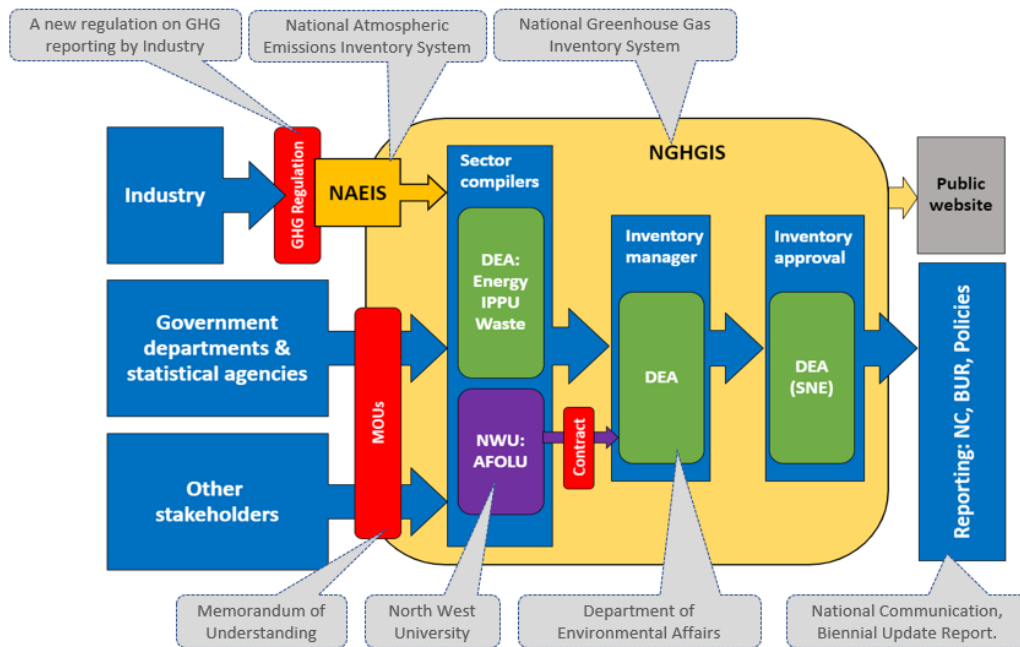 A new regulation on GHG
reporting by Industry
National Atmospheric
Emissions Inventory System
National Greenhouse Gas
Inventory System
Industry
GHG Regulation
NAEIS
Sector
compilers
NGHGIS
Public
website
DEA:
Energy
IPPU
Waste
Inventory
manager
Inventory
approval
Government
departments &
statistical agencies
MOUs
DEA
DEA
(SNE)
Reporting: NC, BUR, Policies
NWU:
AFOLU
Contract
Other
stakeholders
Memorandum of
Understanding
North West
University
Department of
Environmental Affairs
National Communication,
Biennial Update Report.